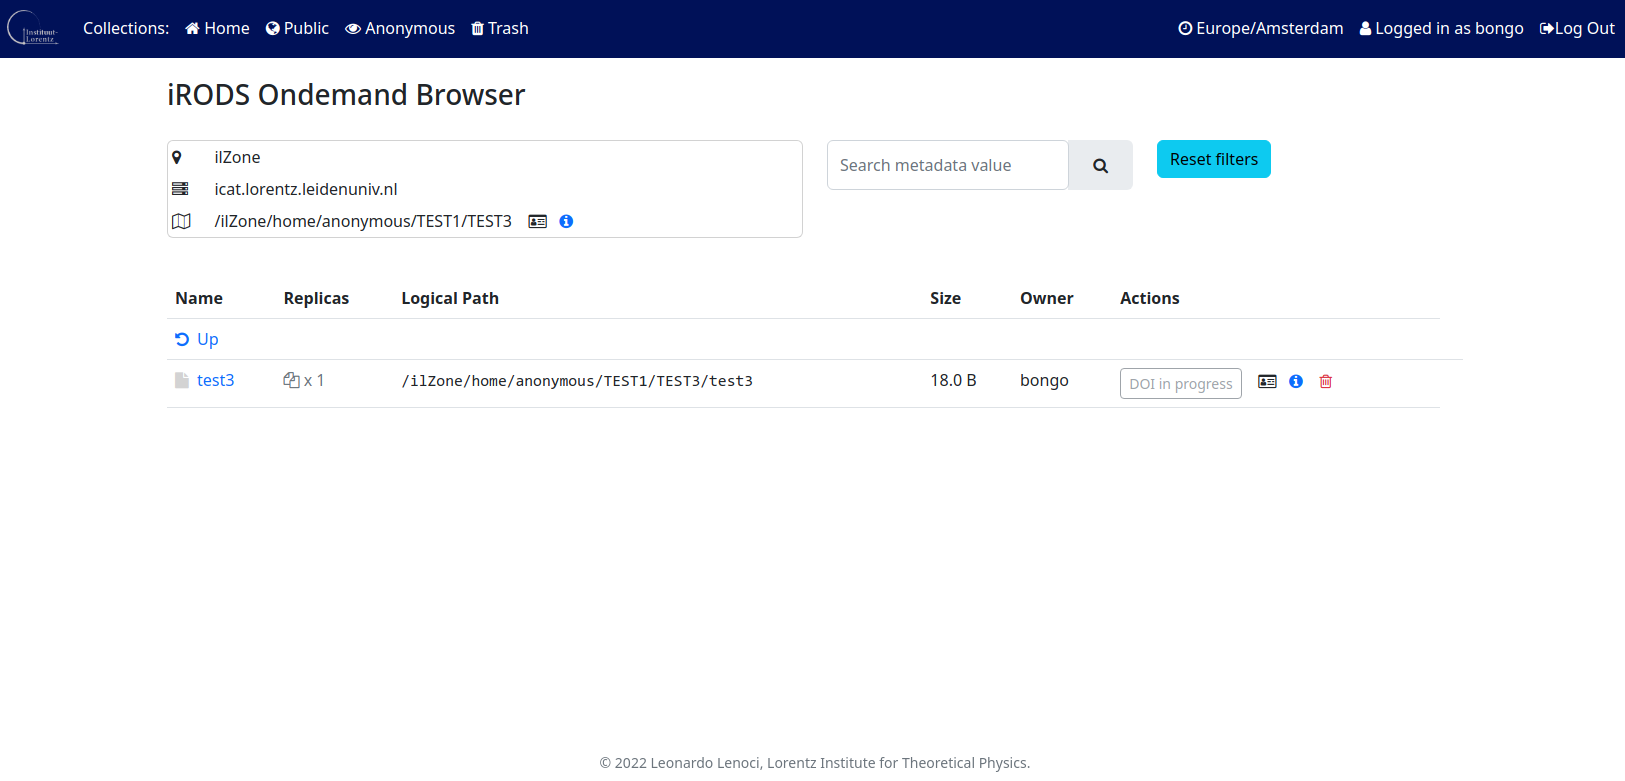 Instituut-
Lorentz
Collections: Home Public Anonymous Trash Europe/Amsterdam Logged in as bongo Log Out
iRODS Ondemand Browser
ilZone
icat.lorentz.leidenuniv.nl
/ilZone/home/anonymous/TEST1/TEST3
Search metadata value
Reset filters
Name Replicas Logical Path Size Owner Actions
Up
test3 x 1 /ilZone/home/anonymous/TEST1/TEST3/test3 18.0 B bongo DOI in progress
© 2022 Leonardo Lenoci, Lorentz Institute for Theoretical Physics.